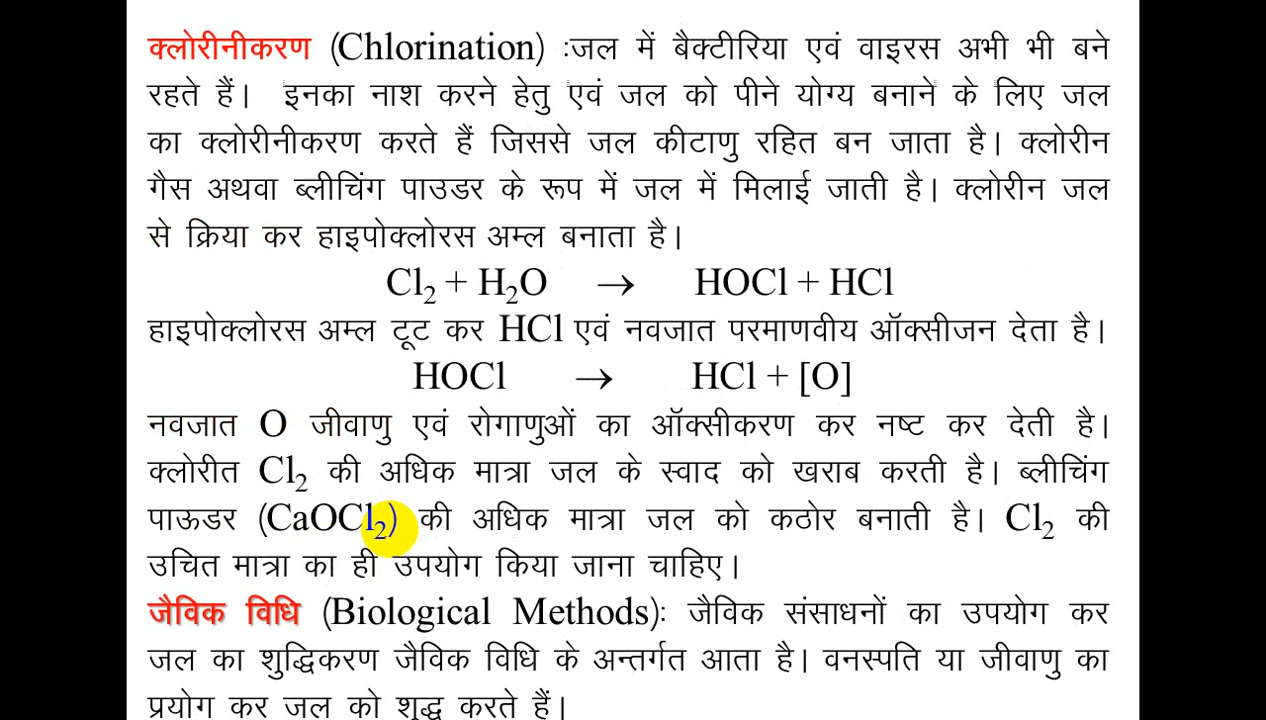 क्लोरीनीकरण (Chlorination) :जल में बैक्टीरिया एवं वाइरस अभी भी बने
रहते हैं। इनका नाश करने हेतु एवं जल को पीने योग्य बनाने के लिए जल
का क्लोरीनीकरण करते हैं जिससे जल कीटाणु रहित बन जाता है। क्लोरीन
गैस अथवा ब्लीचिंग पाउडर के रूप में जल में मिलाई जाती है। क्लोरीन जल
से क्रिया कर हाइपोक्लोरस अम्ल बनाता है।
Cl₂ + H₂O → HOCl + HCl
हाइपोक्लोरस अम्ल टूट कर HCl एवं नवजात परमाणवीय ऑक्सीजन देता है।
HOCl → HCl + [O]
नवजात O जीवाणु एवं रोगाणुओं का ऑक्सीकरण कर नष्ट कर देती है।
क्लोरीत Cl₂ की अधिक मात्रा जल के स्वाद को खराब करती है। ब्लीचिंग
पाऊडर (CaOCl₂) की अधिक मात्रा जल को कठोर बनाती है। Cl₂ की
उचित मात्रा का ही उपयोग किया जाना चाहिए।
जैविक विधि (Biological Methods): जैविक संसाधनों का उपयोग कर
जल का शुद्धिकरण जैविक विधि के अन्तर्गत आता है। वनस्पति या जीवाणु का
प्रयोग कर जल को शुद्ध करते हैं।